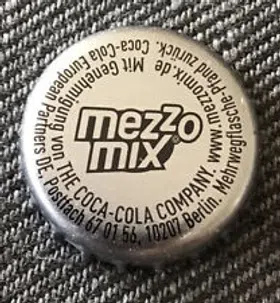 mezzo
mix®
Mit Genehmigung von THE COCA-COLA COMPANY. www.mezzomix.de
Coca-Cola European Partners DE, Postfach 67 01 56, 10207 Berlin. Mehrwegflasche-Pfand zurück.